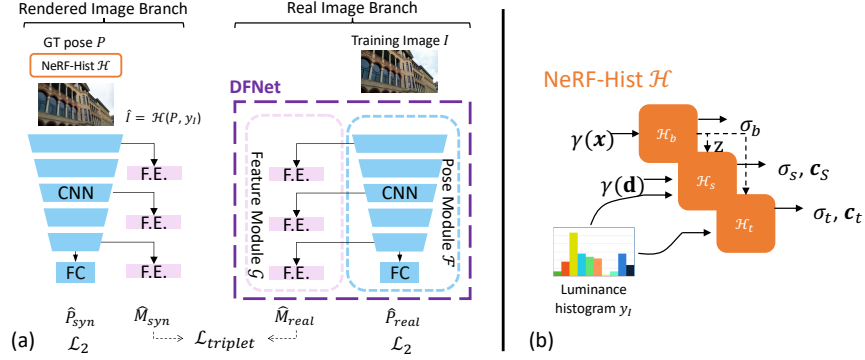 Rendered Image Branch
Real Image Branch
GT pose P
NeRF-Hist ℋ
Training Image I
DFNet
Î = ℋ(P, y_I)
F.E.
F.E.
F.E.
CNN
FC
Feature Module 𝒢
F.E.
F.E.
F.E.
CNN
FC
Pose Module ℱ
P̂_syn
M̂_syn
M̂_real
P̂_real
(a)
ℒ_2
ℒ_triplet
ℒ_2
NeRF-Hist ℋ
γ(𝒙)
ℋ_b
σ_b
z
γ(𝐝)
ℋ_s
σ_s, 𝐜_s
ℋ_t
σ_t, 𝐜_t
Luminance
histogram y_I
(b)